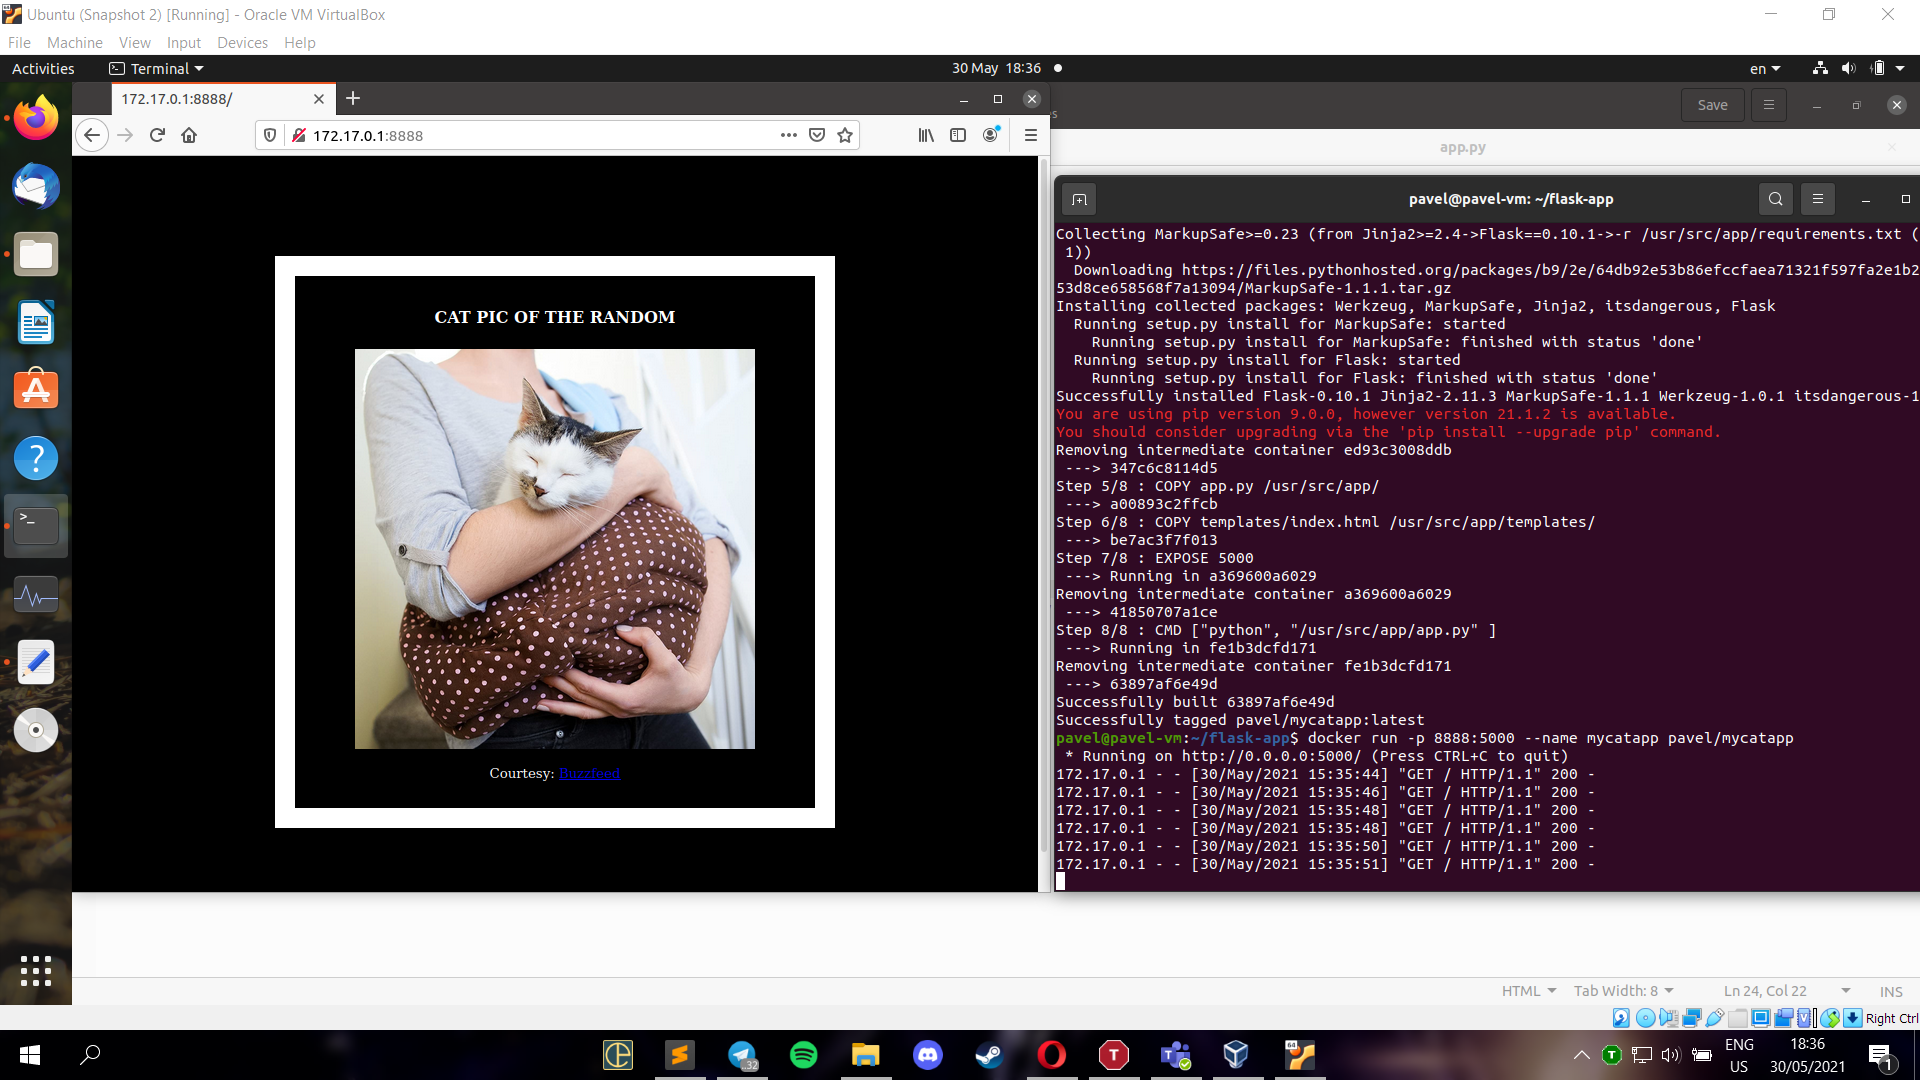 Ubuntu (Snapshot 2) [Running] - Oracle VM VirtualBox
File Machine View Input Devices Help
Activities Terminal 30 May 18:36 en
172.17.0.1:8888/
Save
172.17.0.1:8888
app.py
pavel@pavel-vm: ~/flask-app
CAT PIC OF THE RANDOM
Courtesy: Buzzfeed
Collecting MarkupSafe>=0.23 (from Jinja2>=2.4->Flask==0.10.1->-r /usr/src/app/requirements.txt (
1))
Downloading https://files.pythonhosted.org/packages/b9/2e/64db92e53b86efccfaea71321f597fa2e1b2
53d8ce658568f7a13094/MarkupSafe-1.1.1.tar.gz
Installing collected packages: Werkzeug, MarkupSafe, Jinja2, itsdangerous, Flask
Running setup.py install for MarkupSafe: started
Running setup.py install for MarkupSafe: finished with status 'done'
Running setup.py install for Flask: started
Running setup.py install for Flask: finished with status 'done'
Successfully installed Flask-0.10.1 Jinja2-2.11.3 MarkupSafe-1.1.1 Werkzeug-1.0.1 itsdangerous-1
You are using pip version 9.0.0, however version 21.1.2 is available.
You should consider upgrading via the 'pip install --upgrade pip' command.
Removing intermediate container ed93c3008ddb
---> 347c6c8114d5
Step 5/8 : COPY app.py /usr/src/app/
---> a00893c2ffcb
Step 6/8 : COPY templates/index.html /usr/src/app/templates/
---> be7ac3f7f013
Step 7/8 : EXPOSE 5000
---> Running in a369600a6029
Removing intermediate container a369600a6029
---> 41850707a1ce
Step 8/8 : CMD ["python", "/usr/src/app/app.py" ]
---> Running in fe1b3dcfd171
Removing intermediate container fe1b3dcfd171
---> 63897af6e49d
Successfully built 63897af6e49d
Successfully tagged pavel/mycatapp:latest
pavel@pavel-vm:~/flask-app$ docker run -p 8888:5000 --name mycatapp pavel/mycatapp
* Running on http://0.0.0.0:5000/ (Press CTRL+C to quit)
172.17.0.1 - - [30/May/2021 15:35:44] "GET / HTTP/1.1" 200 -
172.17.0.1 - - [30/May/2021 15:35:46] "GET / HTTP/1.1" 200 -
172.17.0.1 - - [30/May/2021 15:35:48] "GET / HTTP/1.1" 200 -
172.17.0.1 - - [30/May/2021 15:35:48] "GET / HTTP/1.1" 200 -
172.17.0.1 - - [30/May/2021 15:35:50] "GET / HTTP/1.1" 200 -
172.17.0.1 - - [30/May/2021 15:35:51] "GET / HTTP/1.1" 200 -
HTML Tab Width: 8 Ln 24, Col 22 INS
Right Ctrl
32
ENG
US
18:36
30/05/2021
1